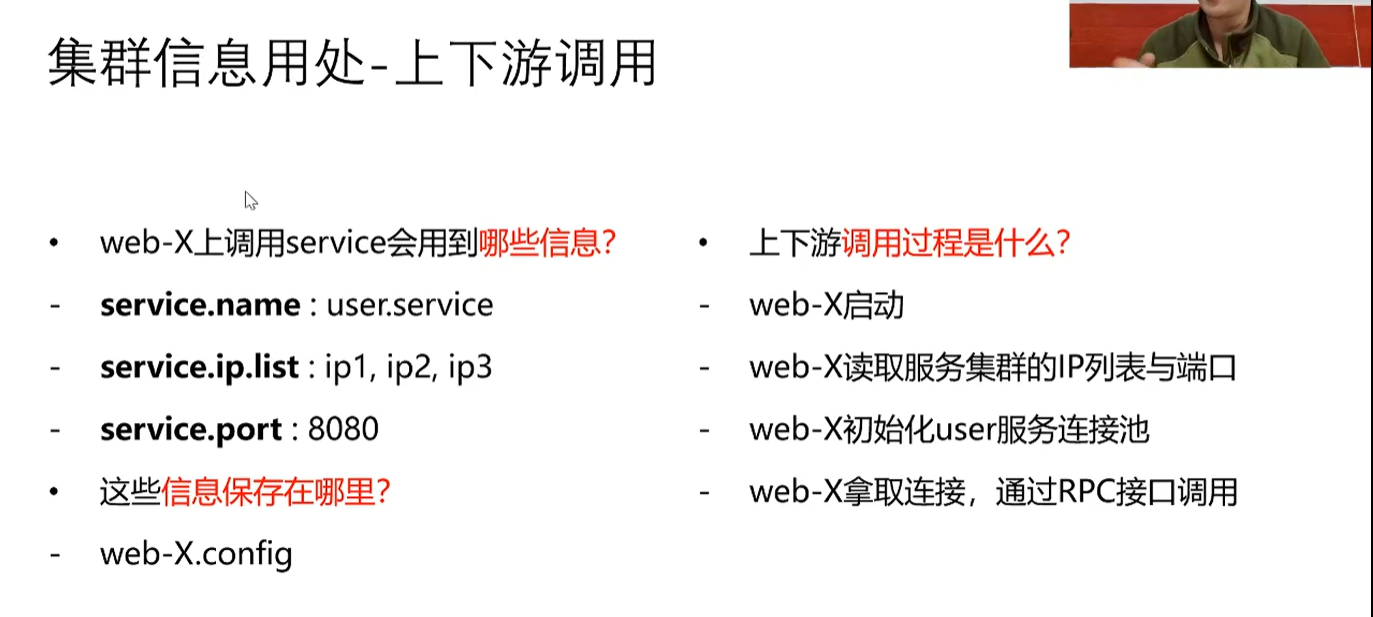 集群信息用处-上下游调用
• web-X上调用service会用到哪些信息?
- service.name : user.service
- service.ip.list : ip1, ip2, ip3
- service.port : 8080
• 这些信息保存在哪里?
- web-X.config
• 上下游调用过程是什么?
- web-X启动
- web-X读取服务集群的IP列表与端口
- web-X初始化user服务连接池
- web-X拿取连接，通过RPC接口调用